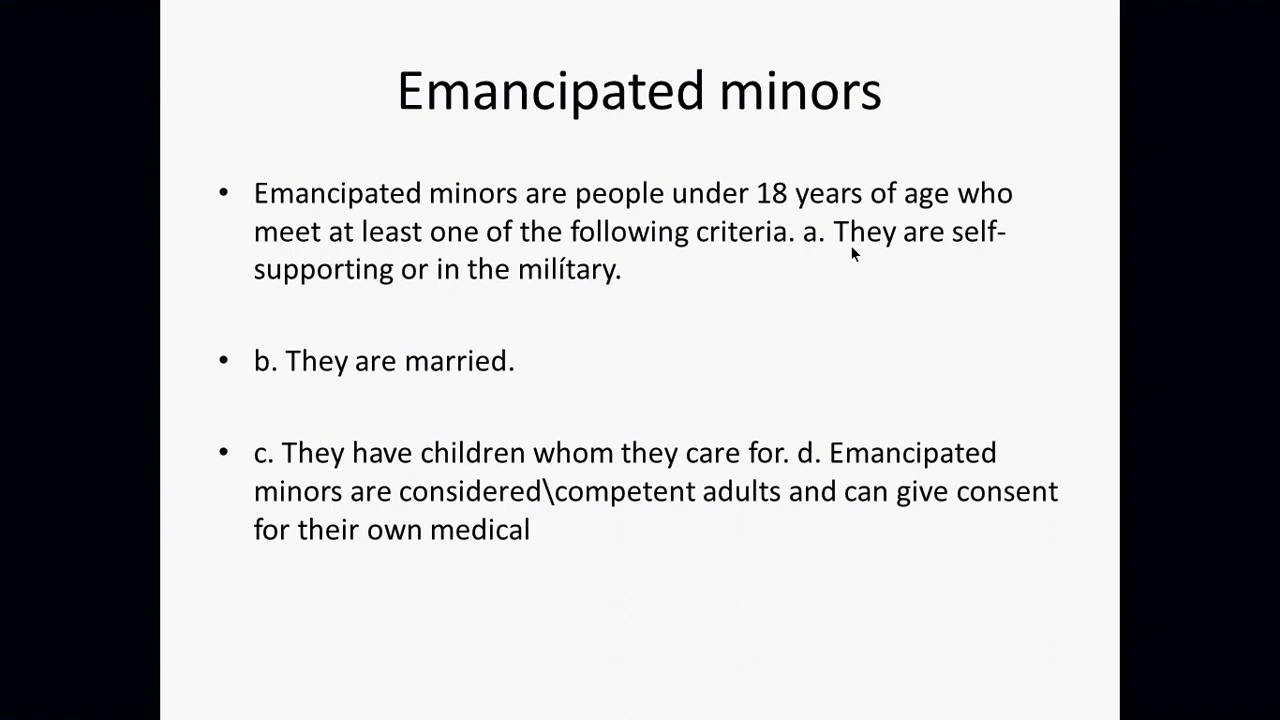 Emancipated minors
• Emancipated minors are people under 18 years of age who
meet at least one of the following criteria. a. They are self-
supporting or in the milítary.
• b. They are married.
• c. They have children whom they care for. d. Emancipated
minors are considered\competent adults and can give consent
for their own medical